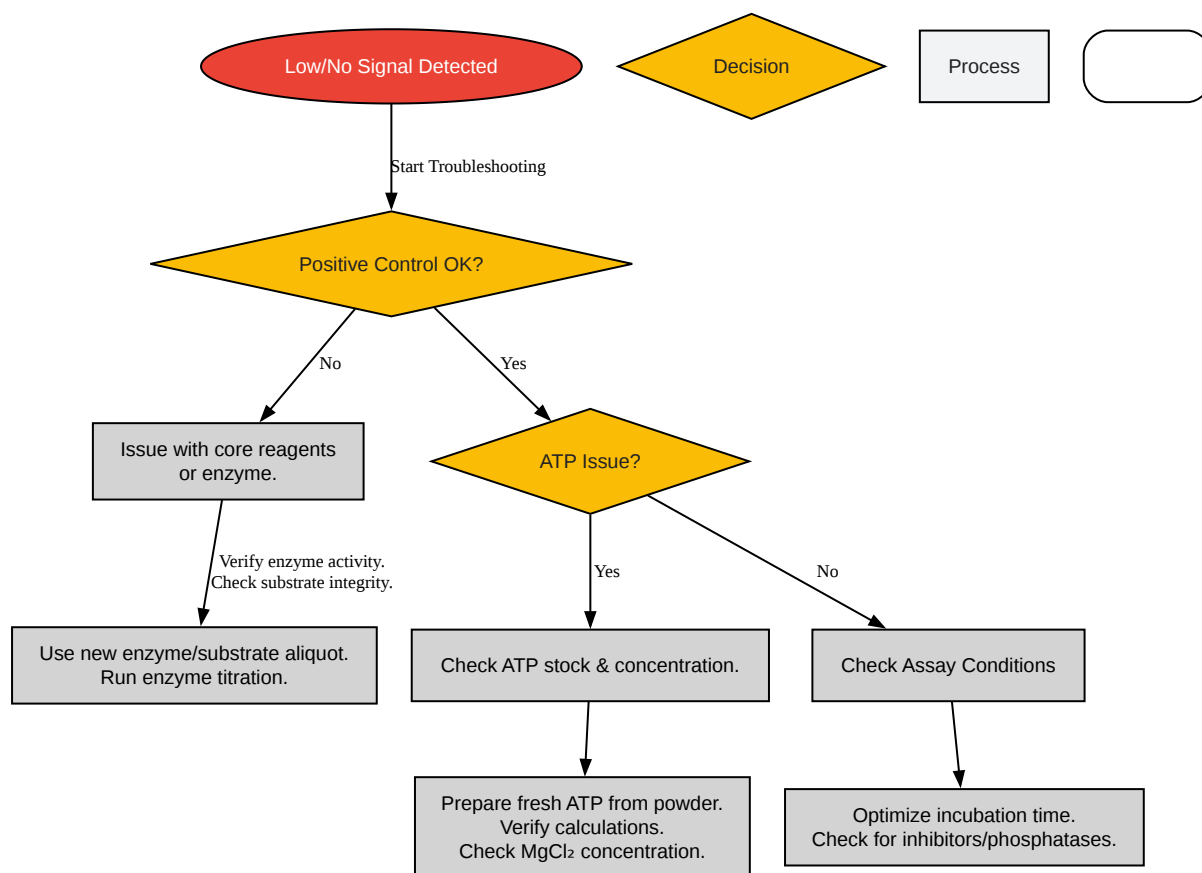 Low/No Signal Detected
Decision
Process
Start Troubleshooting
Positive Control OK?
No
Yes
Issue with core reagents
or enzyme.
ATP Issue?
Verify enzyme activity.
Check substrate integrity.
Yes
No
Use new enzyme/substrate aliquot.
Run enzyme titration.
Check ATP stock & concentration.
Check Assay Conditions
Prepare fresh ATP from powder.
Verify calculations.
Check MgCl₂ concentration.
Optimize incubation time.
Check for inhibitors/phosphatases.